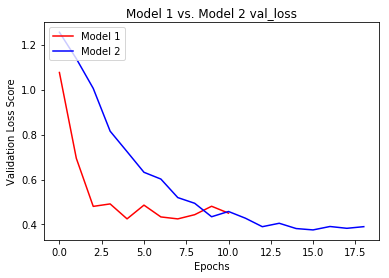 Model 1 vs. Model 2 val_loss
Model 1
Model 2
Validation Loss Score
1.2
1.0
0.8
0.6
0.4
0.0 2.5 5.0 7.5 10.0 12.5 15.0 17.5
Epochs